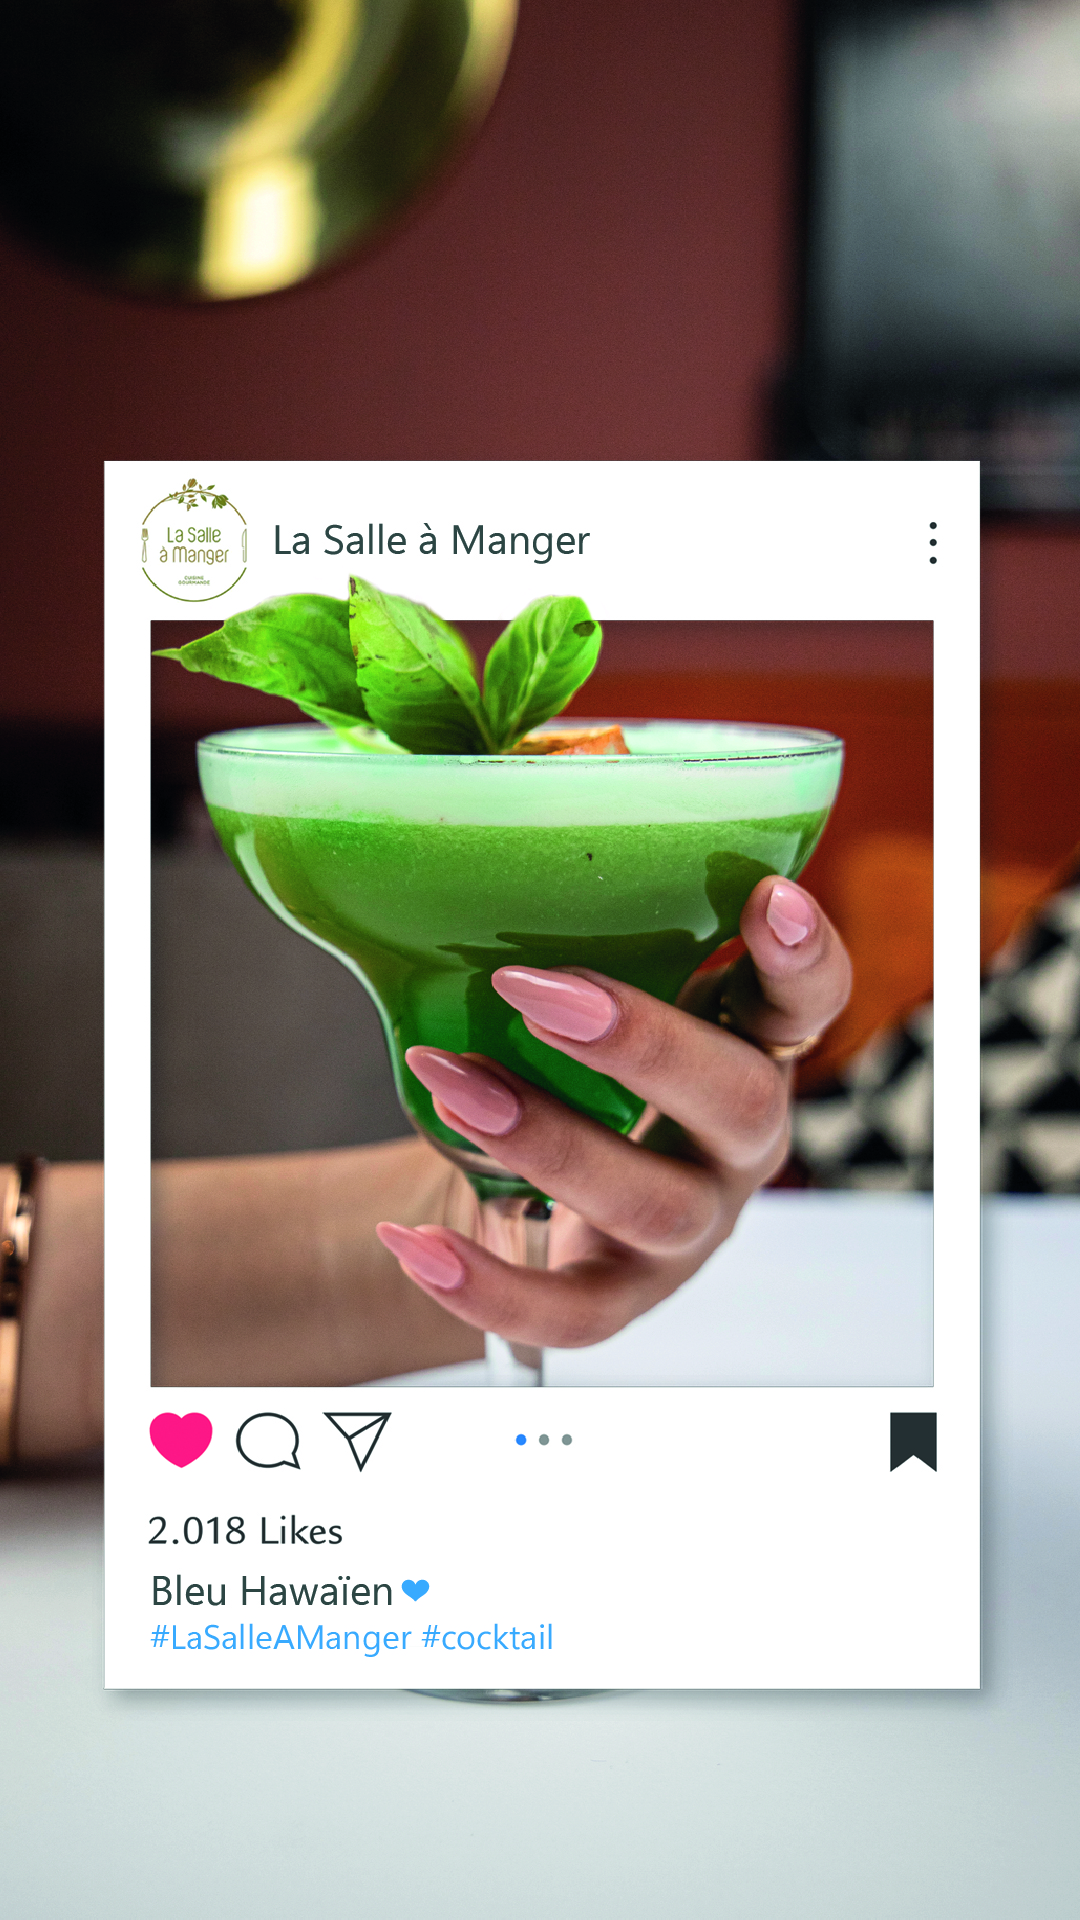 La Salle
à Manger
CUISINE
GOURMANDE
La Salle à Manger
2.018 Likes
Bleu Hawaïen
#LaSalleAManger #cocktail